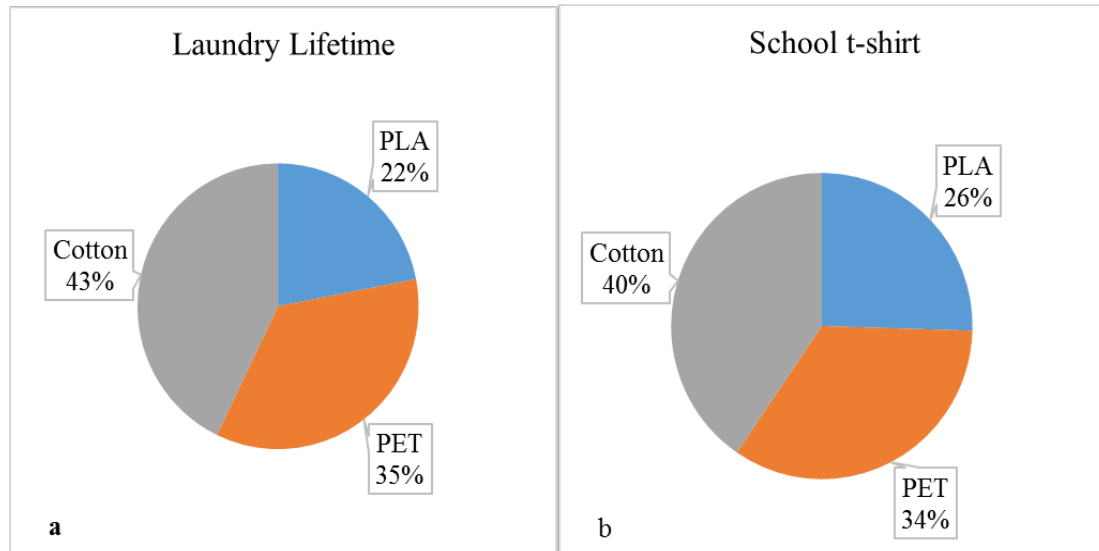 Laundry Lifetime
PLA
22%
Cotton
43%
PET
35%
a
School t-shirt
PLA
26%
Cotton
40%
PET
34%
b